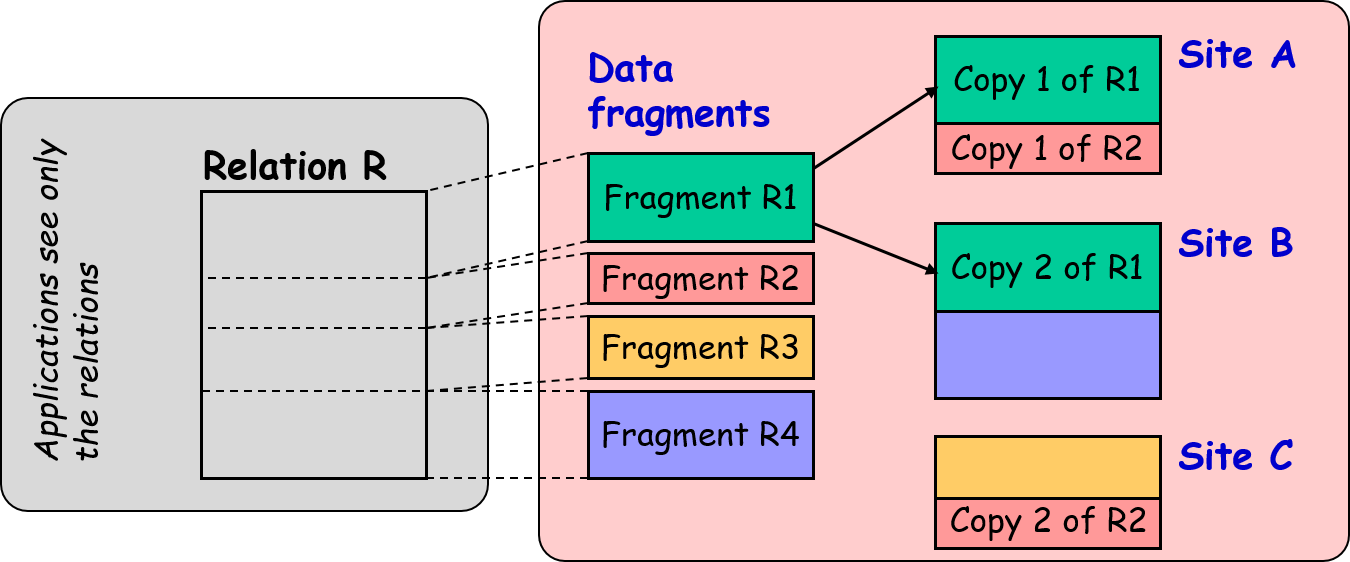 Applications see only
the relations
Relation R
Data
fragments
Fragment R1
Fragment R2
Fragment R3
Fragment R4
Copy 1 of R1
Copy 1 of R2
Site A
Copy 2 of R1
Site B
Site C
Copy 2 of R2